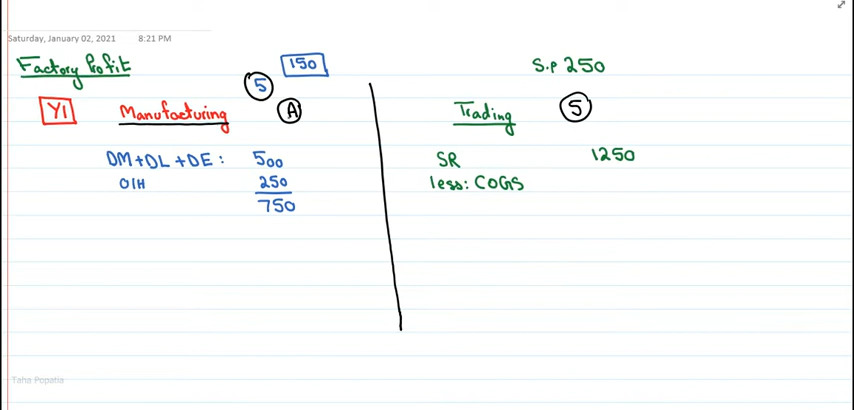 Saturday, January 02, 2021 8:21 PM
Factory Profit
150
S.P 250
5
Y1 Manufacturing A
Trading 5
DM+DL+DE: 500
O/H 250
750
SR 1250
less: COGS
Taha Popatia